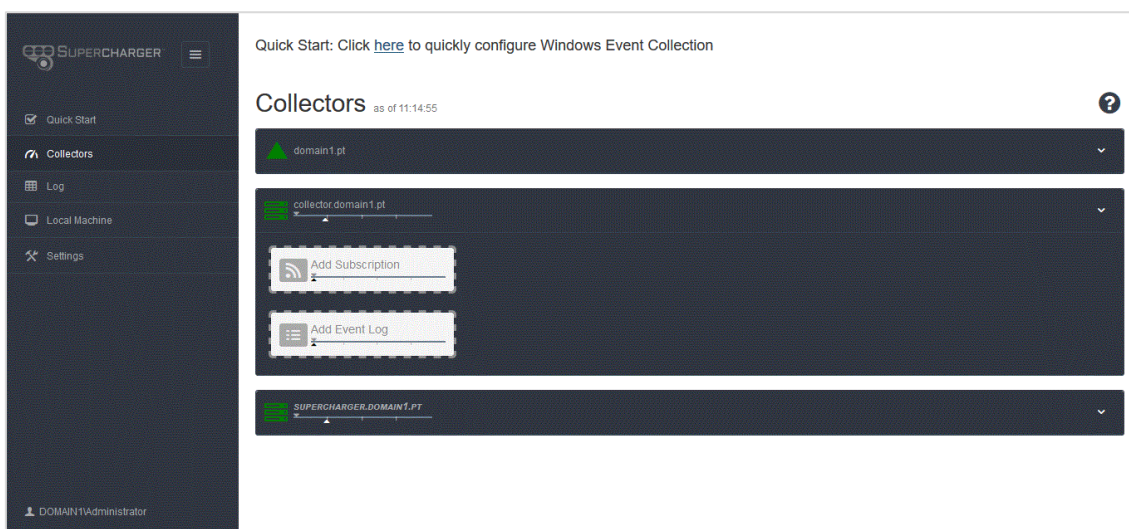 SUPERCHARGER
Quick Start
Collectors
Log
Local Machine
Settings
DOMAIN1\Administrator
Quick Start: Click here to quickly configure Windows Event Collection
Collectors as of 11:14:55
domain1.pt
collector.domain1.pt
Add Subscription
Add Event Log
SUPERCHARGER.DOMAIN1.PT